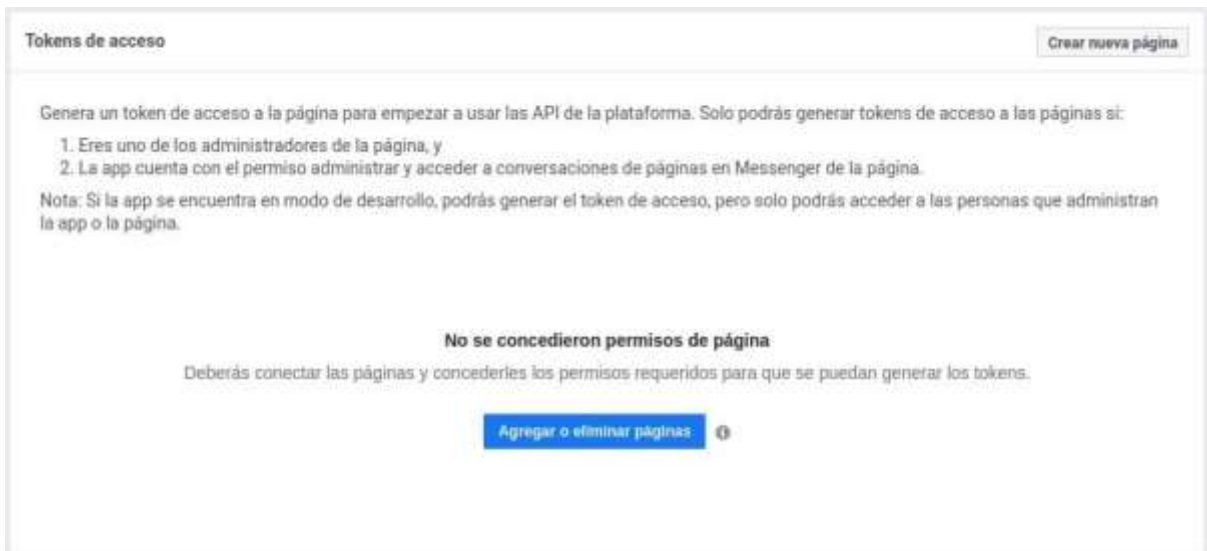 Tokens de acceso
Crear nueva página
Genera un token de acceso a la página para empezar a usar las API de la plataforma. Solo podrás generar tokens de acceso a las páginas si:
1. Eres uno de los administradores de la página, y
2. La app cuenta con el permiso administrar y acceder a conversaciones de páginas en Messenger de la página.
Nota: Si la app se encuentra en modo de desarrollo, podrás generar el token de acceso, pero solo podrás acceder a las personas que administran
la app o la página.
No se concedieron permisos de página
Deberás conectar las páginas y concederles los permisos requeridos para que se puedan generar los tokens.
Agregar o eliminar páginas